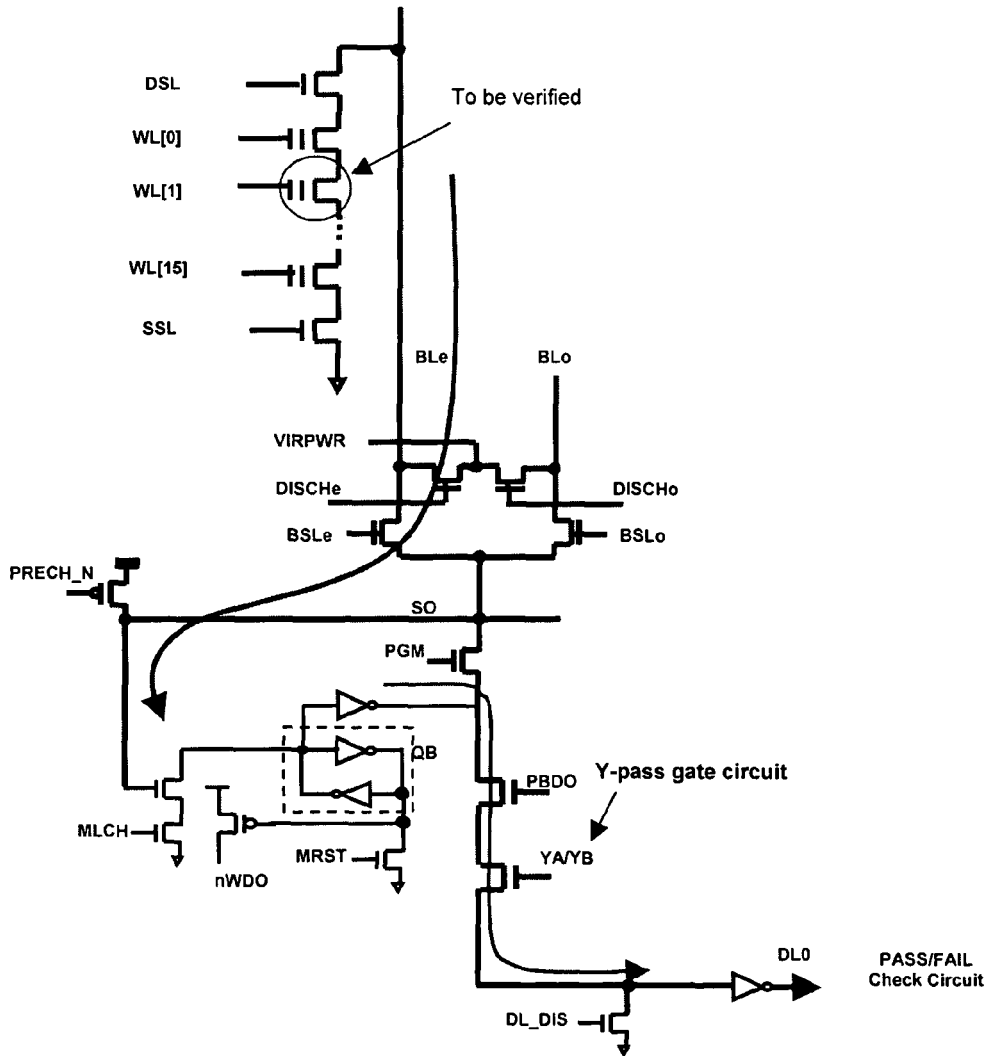 DSL
To be verified
WL[0]
WL[1]
WL[15]
SSL
BLe
BLo
VIRPWR
DISCHe
DISCHo
BSLe
BSLo
PRECH_N
SO
PGM
QB
PBDO
Y-pass gate circuit
MLCH
MRST
YA/YB
nWDO
DL0
PASS/FAIL
Check Circuit
DL_DIS